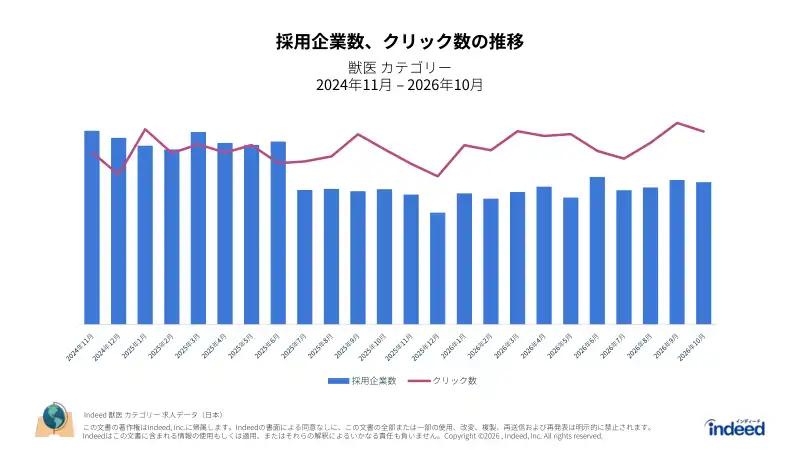 採用企業数、クリック数の推移
獣医 カテゴリー
2024年11月 – 2026年10月
2024年11月
2024年12月
2025年1月
2025年2月
2025年3月
2025年4月
2025年5月
2025年6月
2025年7月
2025年8月
2025年9月
2025年10月
2025年11月
2025年12月
2026年1月
2026年2月
2026年3月
2026年4月
2026年5月
2026年6月
2026年7月
2026年8月
2026年9月
2026年10月
採用企業数 クリック数
Indeed 獣医 カテゴリー 求人データ（日本）
この文書の著作権はIndeed, Inc.に帰属します。Indeedの書面による同意なしに、この文書の全部または一部の使用、改変、複製、再送信および再発表は明示的に禁止されます。
Indeedはこの文書に含まれる情報の使用もしくは適用、またはそれらの解釈によるいかなる責任も負いません。Copyright ©2026 , Indeed, Inc. All rights reserved.
インディード
indeed